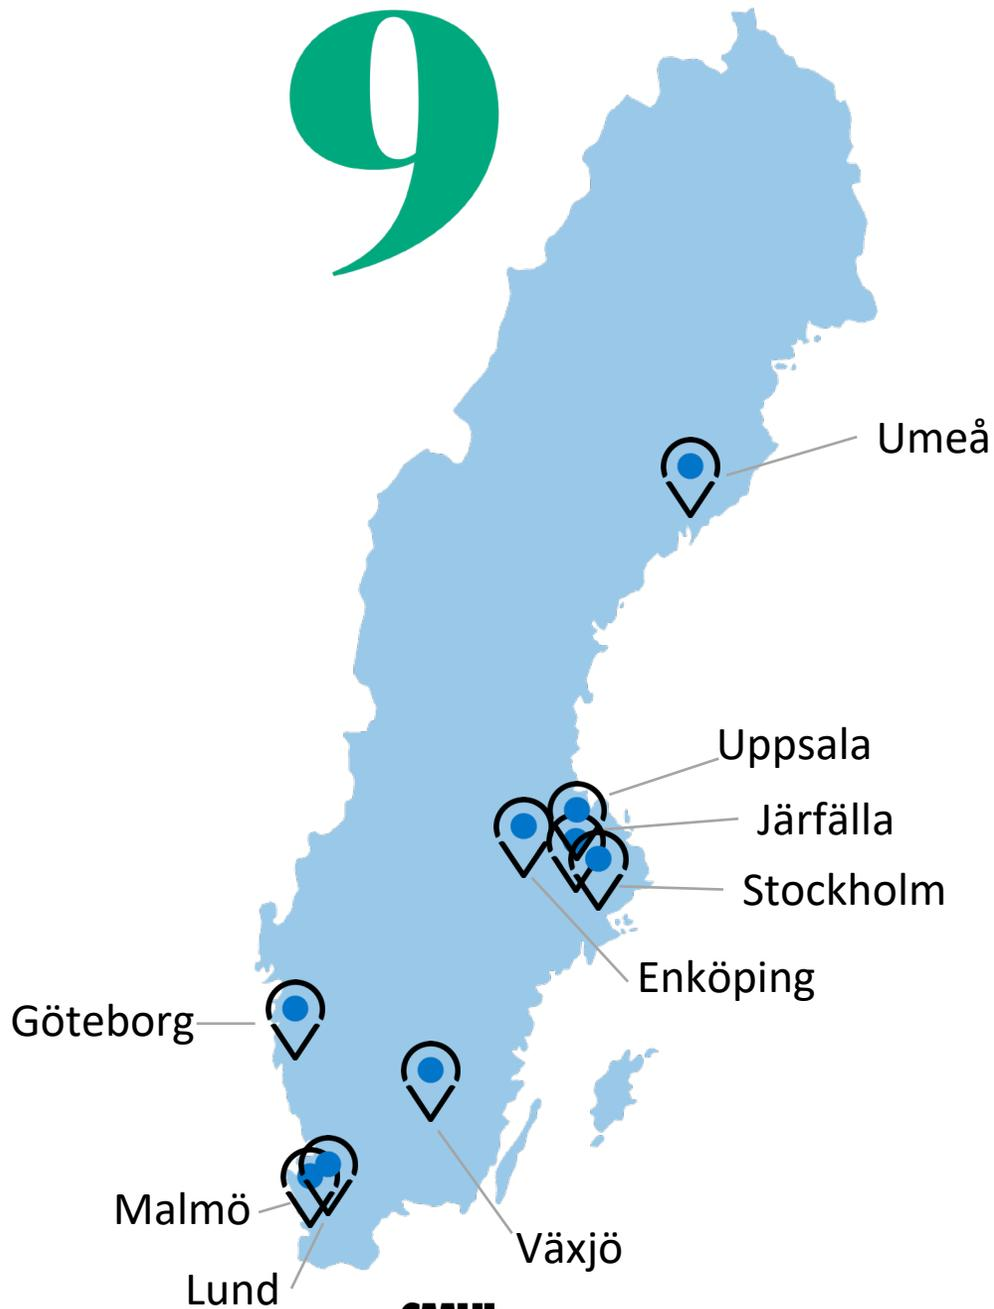 9
Umeå
Uppsala
Järfälla
Stockholm
Enköping
Göteborg
Växjö
Malmö
Lund